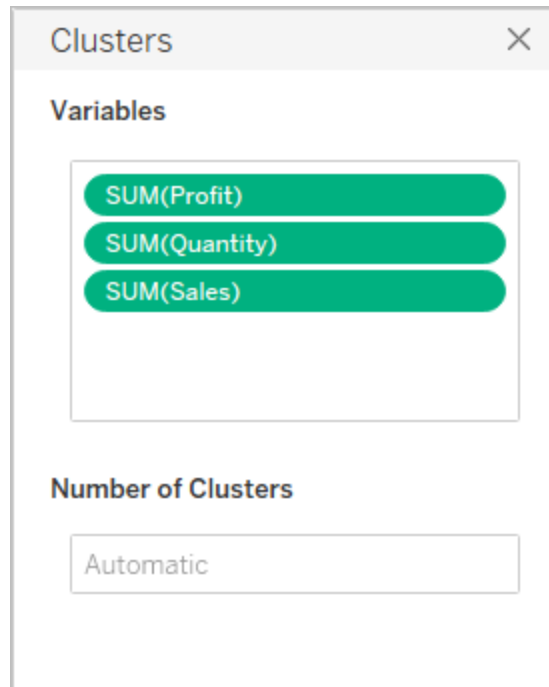 Clusters
Variables
SUM(Profit)
SUM(Quantity)
SUM(Sales)
Number of Clusters
Automatic